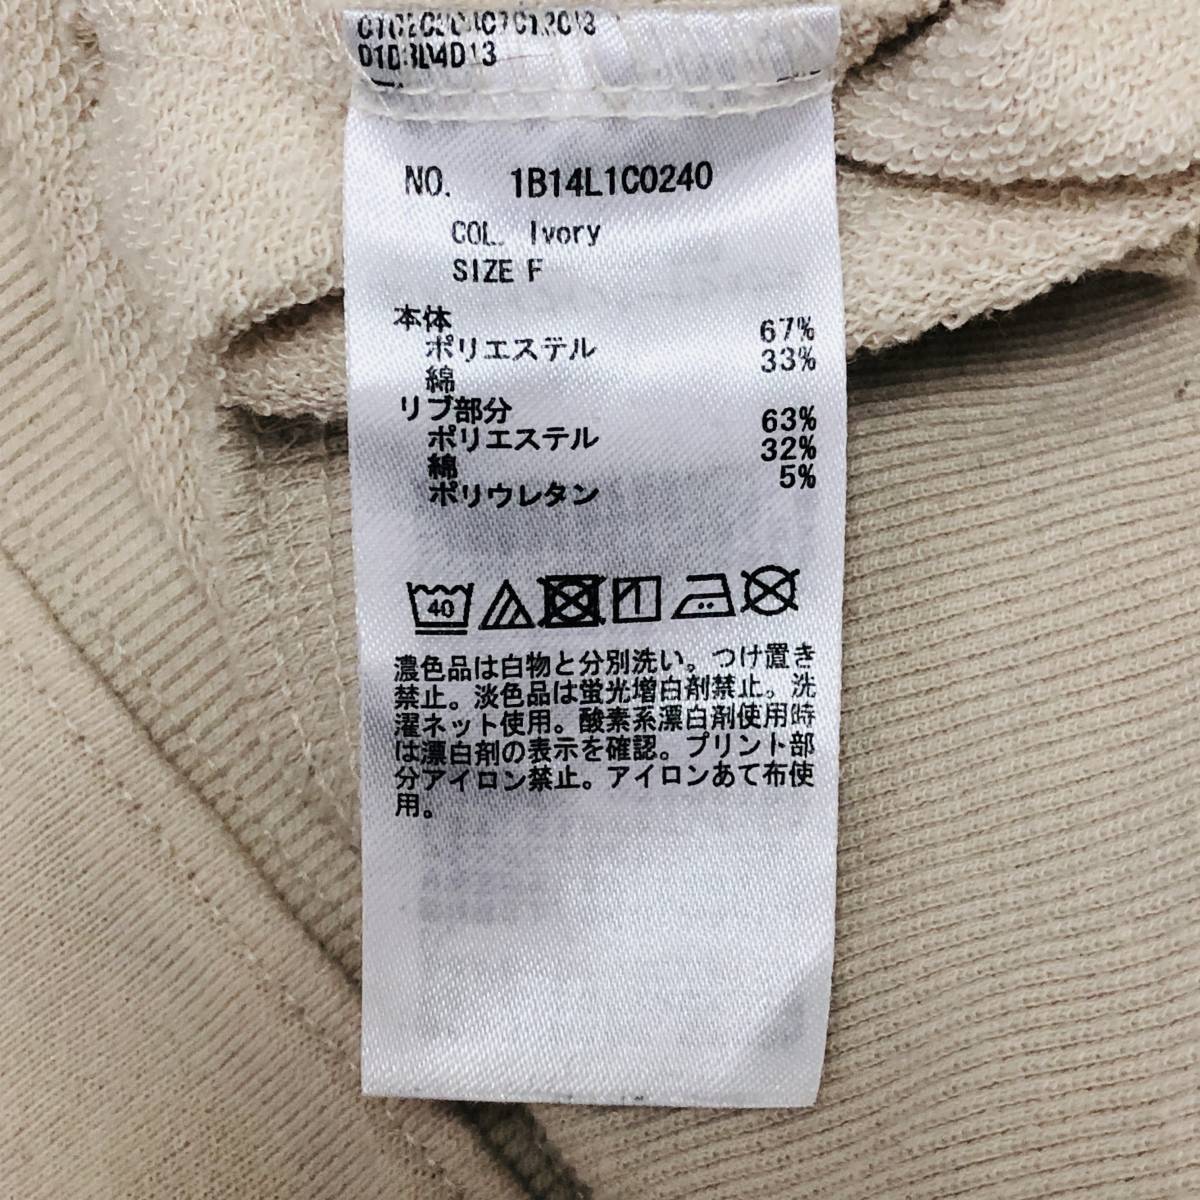 NO. 1B14L1C0240
COL. Ivory
SIZE F
本体
ポリエステル 67%
綿 33%
リブ部分
ポリエステル 63%
綿 32%
ポリウレタン 5%
40
濃色品は白物と分別洗い。つけ置き
禁止。淡色品は蛍光増白剤禁止。洗
濯ネット使用。酸素系漂白剤使用時
は漂白剤の表示を確認。プリント部
分アイロン禁止。アイロンあて布使
用。